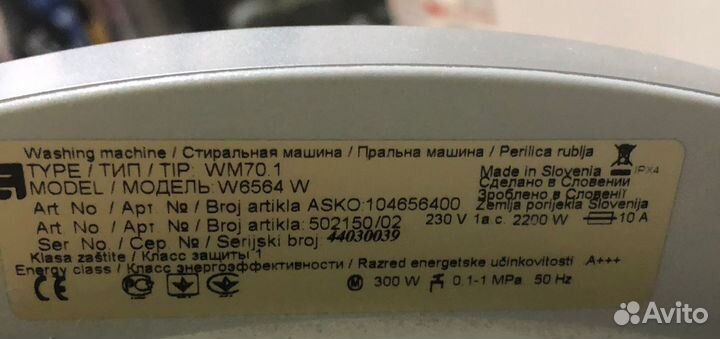 Washing machine / Стиральная машина / Пральна машина / Perilica rublja
TYPE / ТИП / TIP: WM70.1
MODEL / МОДЕЛЬ: W6564 W
Made in Slovenia
IPX4
Сделано в Словении
Зроблено в Словенії
Zemlja porijekla Slovenija
Art No / Арт № / Broj artikla ASKO:104656400
Art No / Арт № / Broj artikla: 502150/02
230 V 1a.c. 2200 W 10 A
Ser No / Сер № / Serijski broj 44030039
Klasa zaštite / Класс защиты 1
Energy class / Класс энергоэффективности / Razred energetske učinkovitosti A+++
CE M 300 W 0.1-1 MPa 50 Hz
Avito